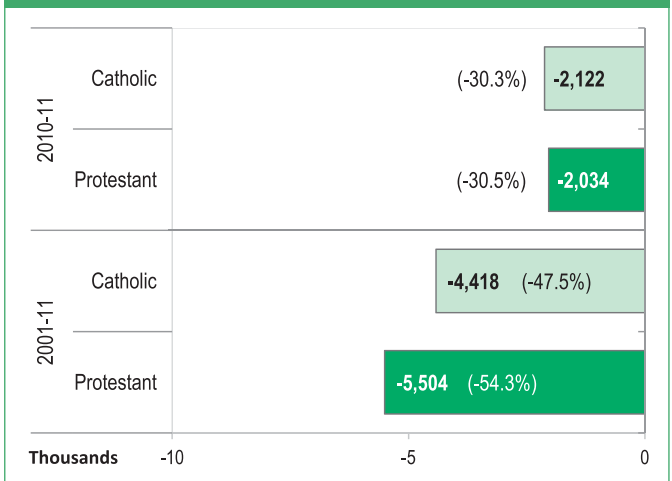 2010-11
Catholic (-30.3%) -2,122
Protestant (-30.5%) -2,034
2001-11
Catholic -4,418 (-47.5%)
Protestant -5,504 (-54.3%)
Thousands -10 -5 0